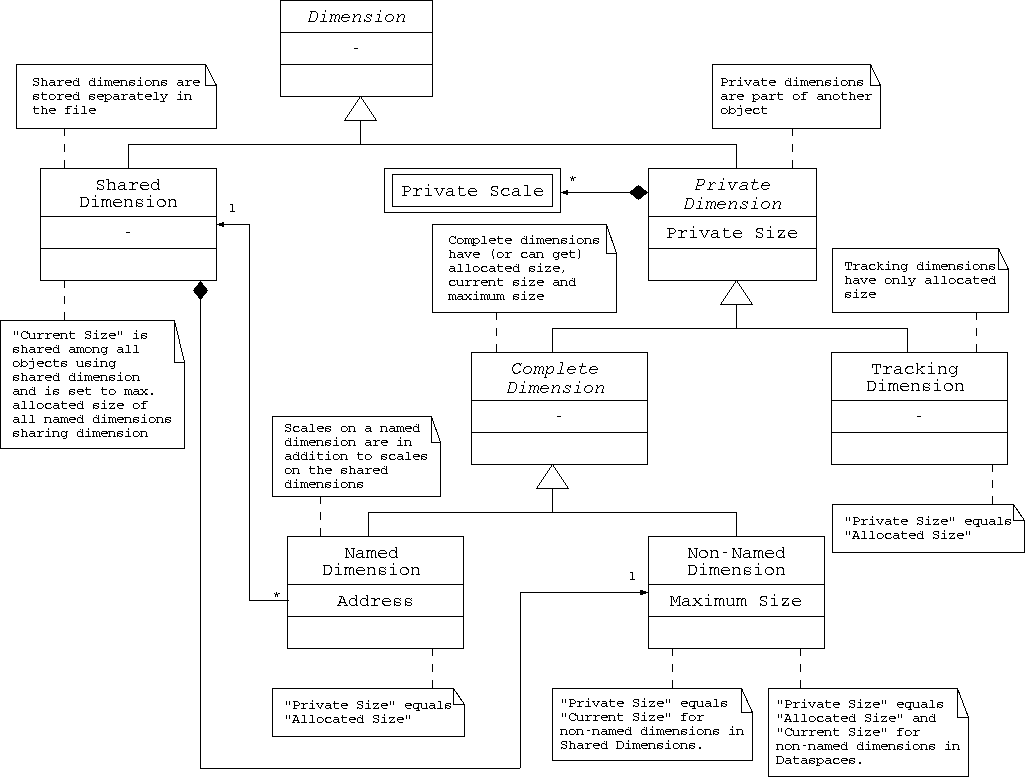 Dimension
-
Shared dimensions are
stored separately in
the file
Private dimensions
are part of another
object
Shared
Dimension
-
1
Private Scale
*
Private
Dimension
Private Size
Complete dimensions
have (or can get)
allocated size,
current size and
maximum size
Tracking dimensions
have only allocated
size
"Current Size" is
shared among all
objects using
shared dimension
and is set to max.
allocated size of
all named dimensions
sharing dimension
Complete
Dimension
-
Tracking
Dimension
-
Scales on a named
dimension are in
addition to scales
on the shared
dimensions
"Private Size" equals
"Allocated Size"
Named
Dimension
Address
*
1
Non-Named
Dimension
Maximum Size
"Private Size" equals
"Allocated Size"
"Private Size" equals
"Current Size" for
non-named dimensions in
Shared Dimensions.
"Private Size" equals
"Allocated Size" and
"Current Size" for
non-named dimensions in
Dataspaces.